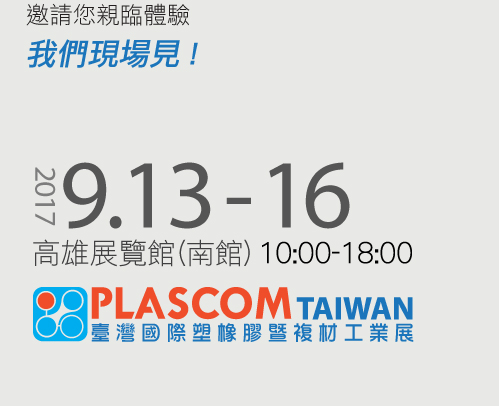 邀請您親臨體驗
我們現場見!
2017
9.13-16
高雄展覽館(南館) 10:00-18:00
PLASCOM TAIWAN
臺灣國際塑橡膠暨複材工業展